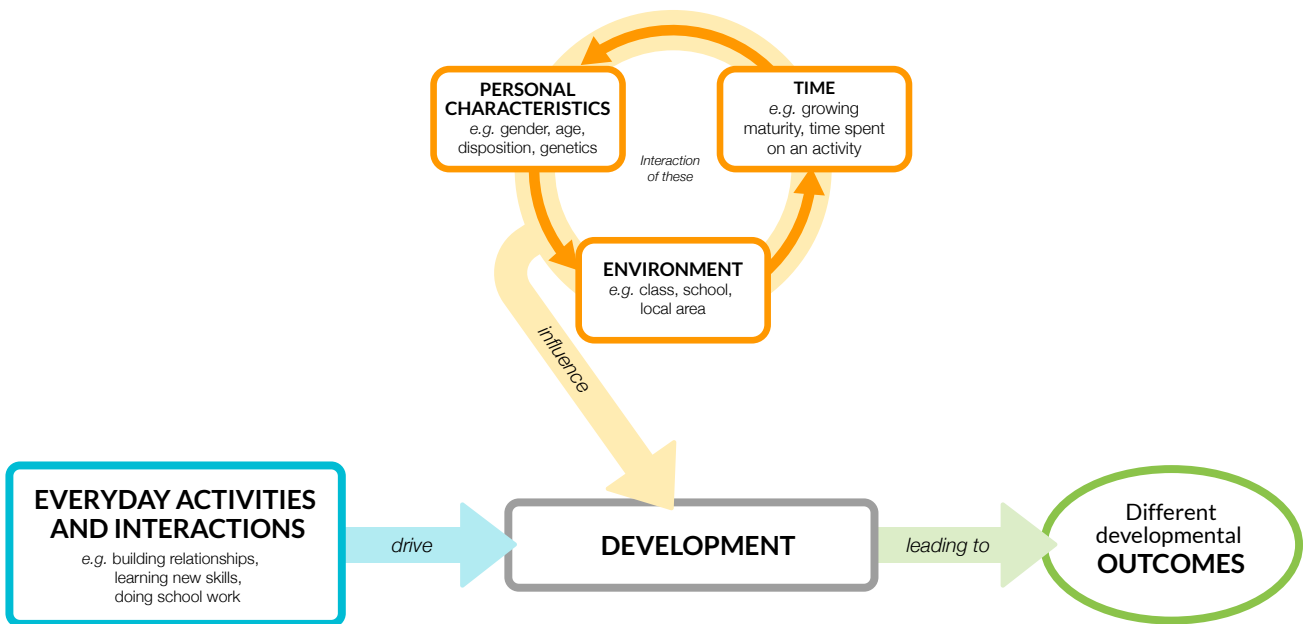 PERSONAL
CHARACTERISTICS
e.g. gender, age,
disposition, genetics
TIME
e.g. growing
maturity, time spent
on an activity
Interaction
of these
ENVIRONMENT
e.g. class, school,
local area
influence
EVERYDAY ACTIVITIES
AND INTERACTIONS
e.g. building relationships,
learning new skills,
doing school work
drive
DEVELOPMENT
leading to
Different
developmental
OUTCOMES